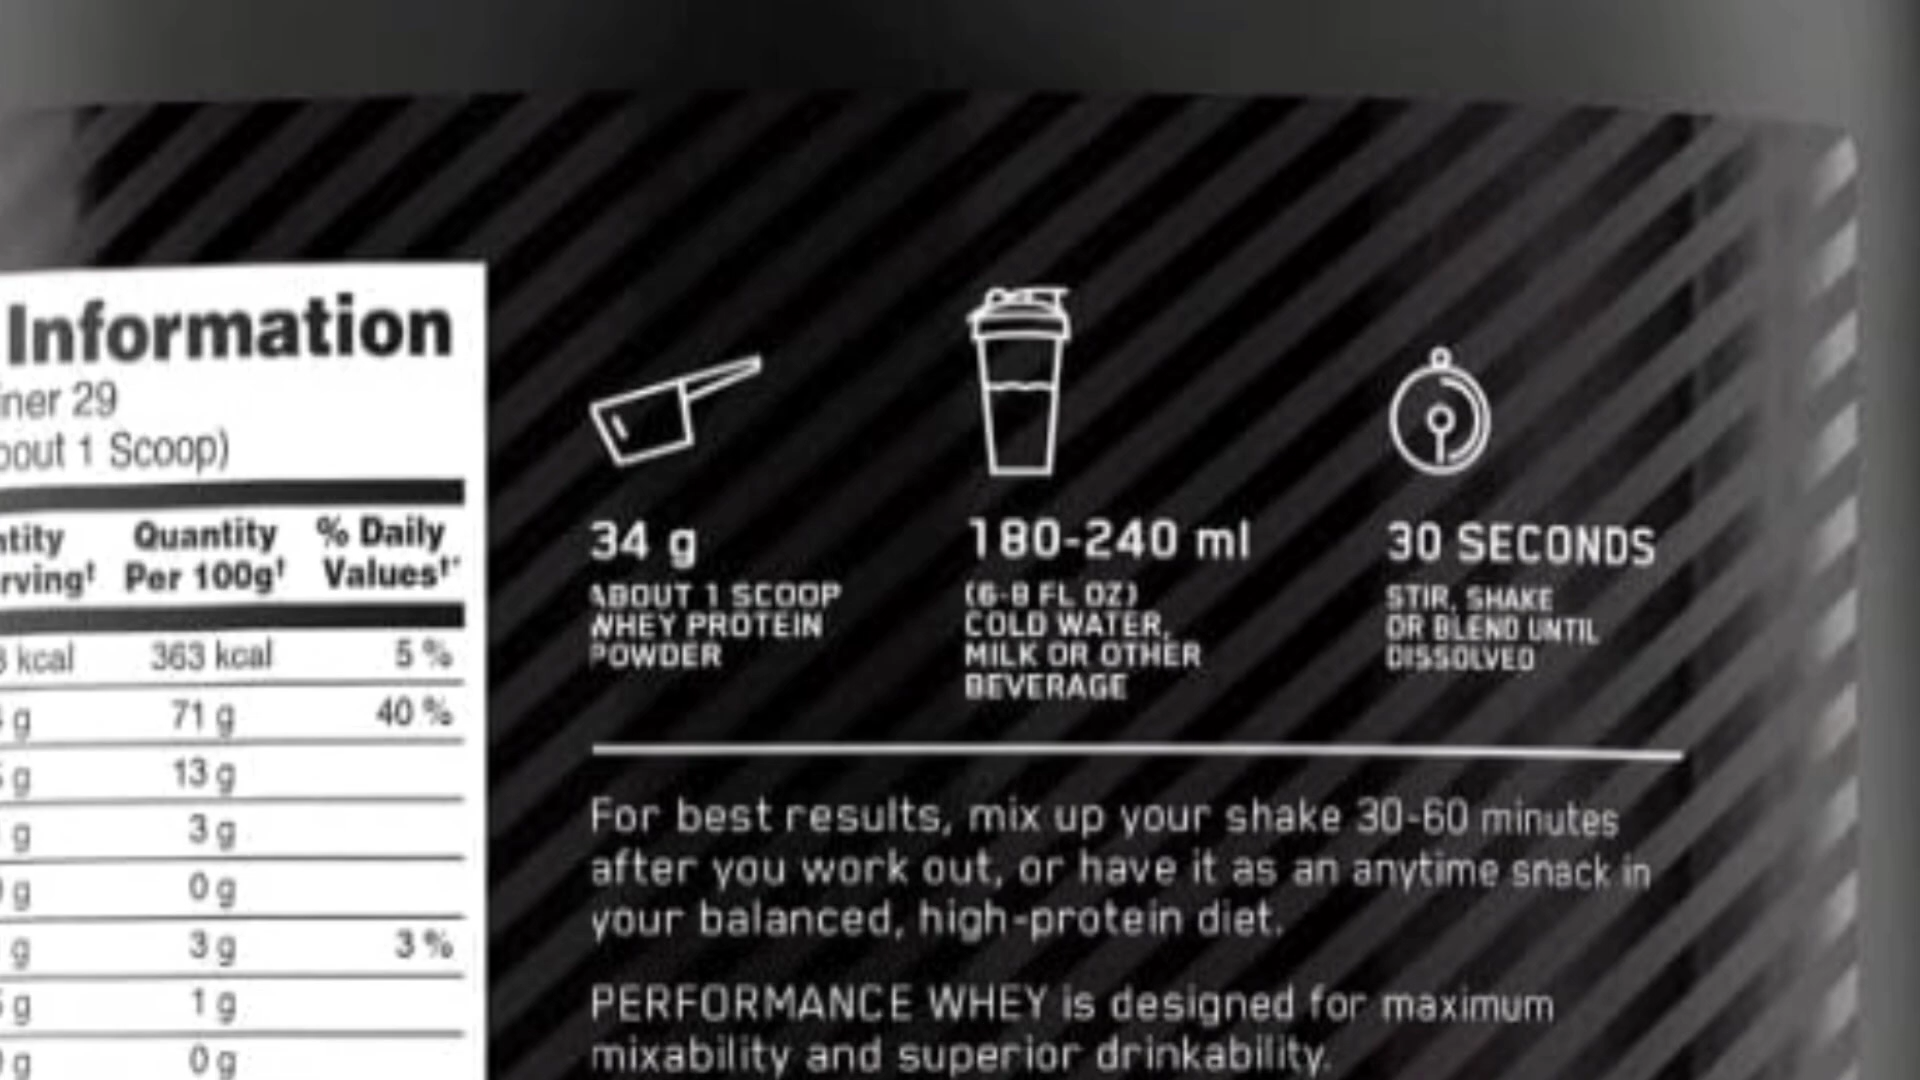 Information
29
1 Scoop)
Quantity % Daily
Per 100g† Values†*
kcal 363 kcal 5 %
g 71 g 40 %
g 13 g
g 3 g
g 0 g
g 3 g 3 %
g 1 g
g 0 g
34 g
ABOUT 1 SCOOP
WHEY PROTEIN
POWDER
180-240 ml
(6-8 FL OZ)
COLD WATER,
MILK OR OTHER
BEVERAGE
30 SECONDS
STIR, SHAKE
OR BLEND UNTIL
DISSOLVED
For best results, mix up your shake 30-60 minutes
after you work out, or have it as an anytime snack in
your balanced, high-protein diet.
PERFORMANCE WHEY is designed for maximum
mixability and superior drinkability.